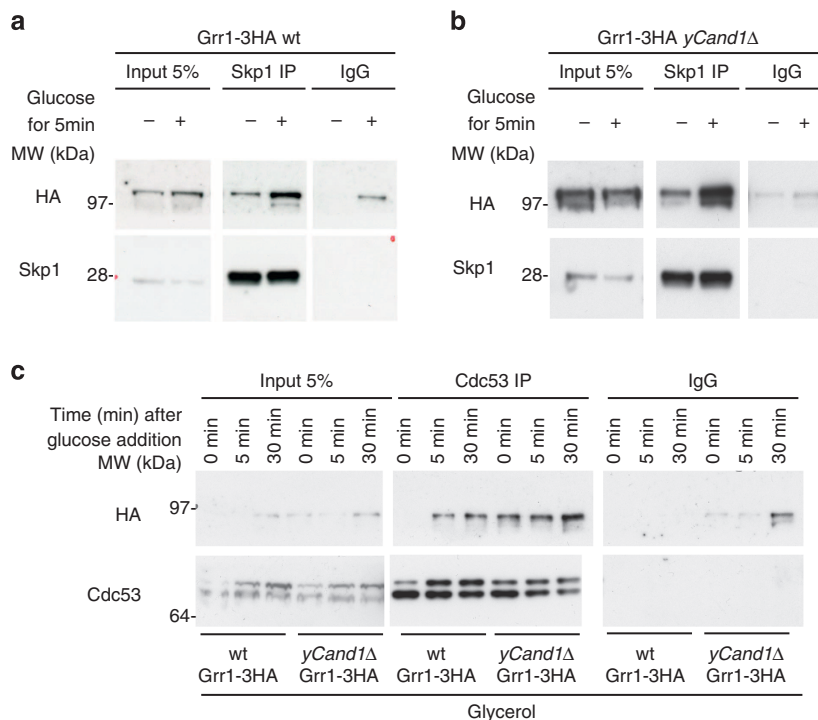 a
Grr1-3HA wt
Input 5% Skp1 IP IgG
Glucose
for 5min − + − + − +
MW (kDa)
HA 97-
Skp1 28-
b
Grr1-3HA yCand1Δ
Input 5% Skp1 IP IgG
Glucose
for 5min − + − + − +
MW (kDa)
HA 97-
Skp1 28-
c
Input 5% Cdc53 IP IgG
Time (min) after
glucose addition
0 min 5 min 30 min 0 min 5 min 30 min 0 min 5 min 30 min 0 min 5 min 30 min 0 min 5 min 30 min 0 min 5 min 30 min
MW (kDa)
97-
HA
Cdc53
64-
wt yCand1Δ wt yCand1Δ wt yCand1Δ
Grr1-3HA Grr1-3HA Grr1-3HA Grr1-3HA Grr1-3HA Grr1-3HA
Glycerol